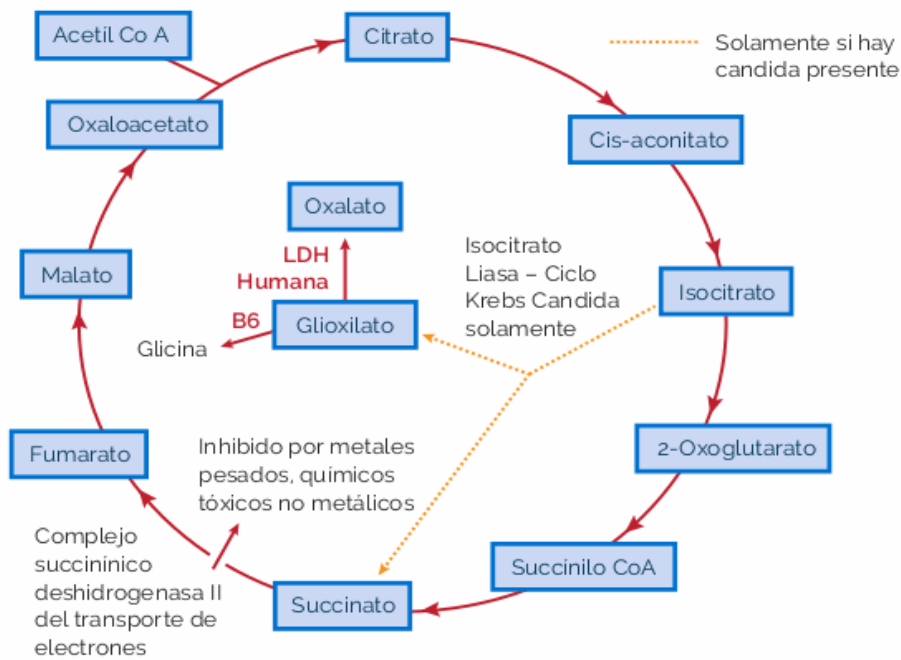 Acetil Co A
Citrato
Solamente si hay
candida presente
Oxaloacetato
Cis-aconitato
Oxalato
LDH
Humana
Isocitrato
Liasa – Ciclo
Krebs Candida
solamente
Malato
Isocitrato
B6
Glioxilato
Glicina
Fumarato
Inhibido por metales
pesados, químicos
tóxicos no metálicos
2-Oxoglutarato
Complejo
succinínico
deshidrogenasa II
del transporte de
electrones
Succinilo CoA
Succinato